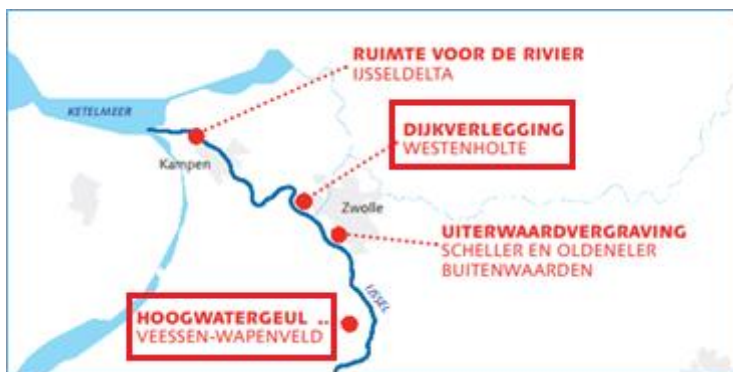 RUIMTE VOOR DE RIVIER
IJSSELDELTA
KETELMEER
DIJKVERLEGGING
WESTENHOLTE
Kampen
Zwolle
UITERWAARDVERGRAVING
SCHELLER EN OLDENELER
BUITENWAARDEN
IJSSEL
HOOGWATERGEUL ..
VEESSEN-WAPENVELD